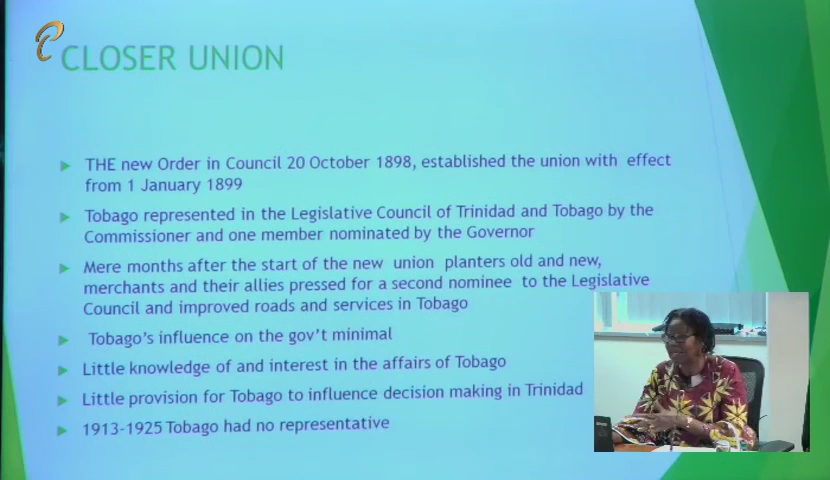 CLOSER UNION
THE new Order in Council 20 October 1898, established the union with effect
from 1 January 1899
Tobago represented in the Legislative Council of Trinidad and Tobago by the
Commissioner and one member nominated by the Governor
Mere months after the start of the new union planters old and new,
merchants and their allies pressed for a second nominee to the Legislative
Council and improved roads and services in Tobago
Tobago's influence on the gov't minimal
Little knowledge of and interest in the affairs of Tobago
Little provision for Tobago to influence decision making in Trinidad
1913-1925 Tobago had no representative